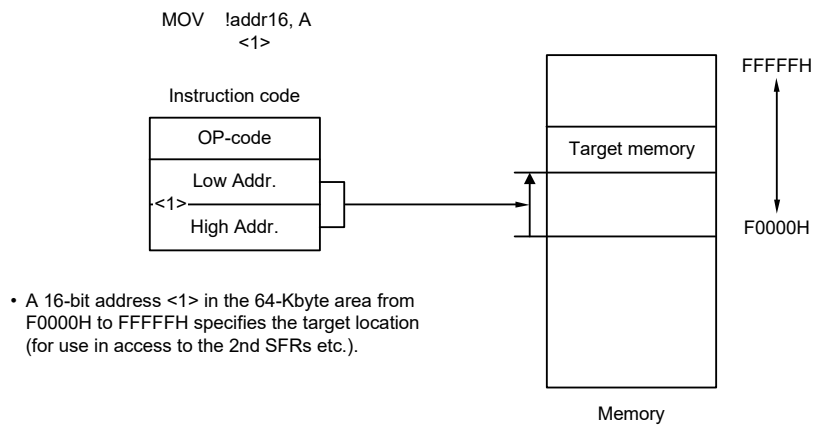 MOV !addr16, A
<1>
Instruction code
OP-code
Low Addr.
<1>
High Addr.
FFFFFH
Target memory
F0000H
Memory
• A 16-bit address <1> in the 64-Kbyte area from
F0000H to FFFFFH specifies the target location
(for use in access to the 2nd SFRs etc.).